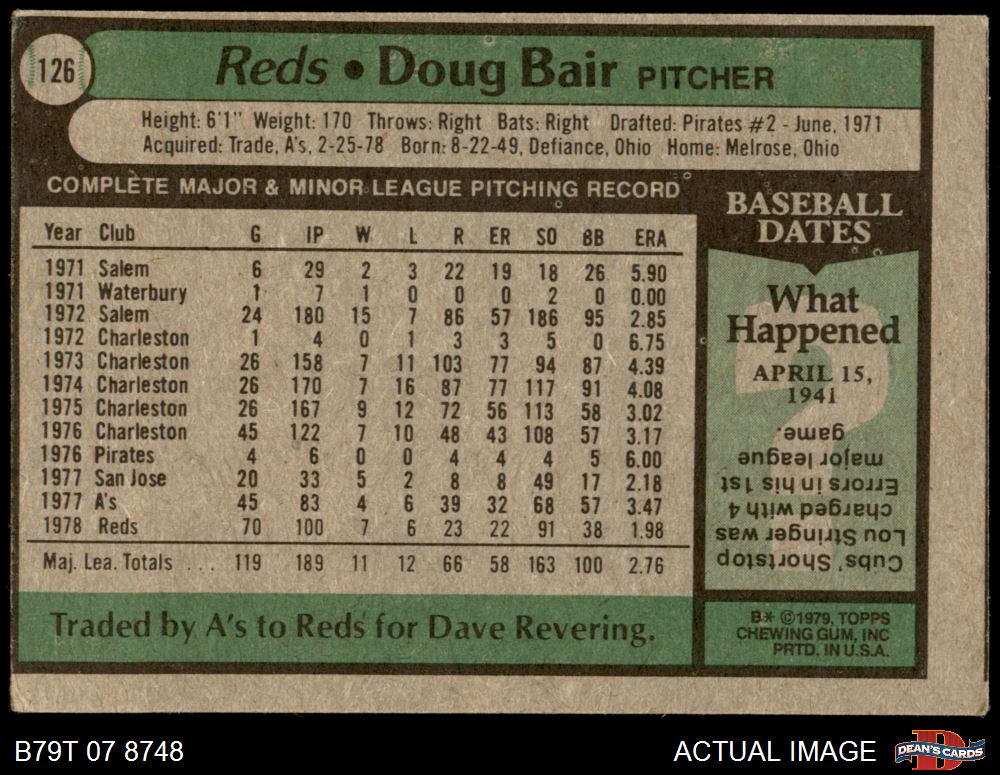 126
Reds • Doug Bair PITCHER
Height: 6'1" Weight: 170 Throws: Right Bats: Right Drafted: Pirates #2 - June, 1971
Acquired: Trade, A's, 2-25-78 Born: 8-22-49, Defiance, Ohio Home: Melrose, Ohio
COMPLETE MAJOR & MINOR LEAGUE PITCHING RECORD
Year Club G IP W L R ER SO BB ERA
1971 Salem 6 29 2 3 22 19 18 26 5.90
1971 Waterbury 1 7 1 0 0 0 2 0 0.00
1972 Salem 24 180 15 7 86 57 186 95 2.85
1972 Charleston 1 4 0 1 3 3 5 0 6.75
1973 Charleston 26 158 7 11 103 77 94 87 4.39
1974 Charleston 26 170 7 16 87 77 117 91 4.08
1975 Charleston 26 167 9 12 72 56 113 58 3.02
1976 Charleston 45 122 7 10 48 43 108 57 3.17
1976 Pirates 4 6 0 0 4 4 4 5 6.00
1977 San Jose 20 33 5 2 8 8 49 17 2.18
1977 A's 45 83 4 6 39 32 68 57 3.47
1978 Reds 70 100 7 6 23 22 91 38 1.98
Maj. Lea. Totals ... 119 189 11 12 66 58 163 100 2.76
Traded by A's to Reds for Dave Revering.
BASEBALL
DATES
What
Happened
APRIL 15,
1941
Cubs' Shortstop
Lou Stringer was
charged with 4
Errors in his 1st
major league
game.
B* ©1979, TOPPS
CHEWING GUM, INC
PRTD. IN U.S.A.
B79T 07 8748
ACTUAL IMAGE
DEAN'S CARDS